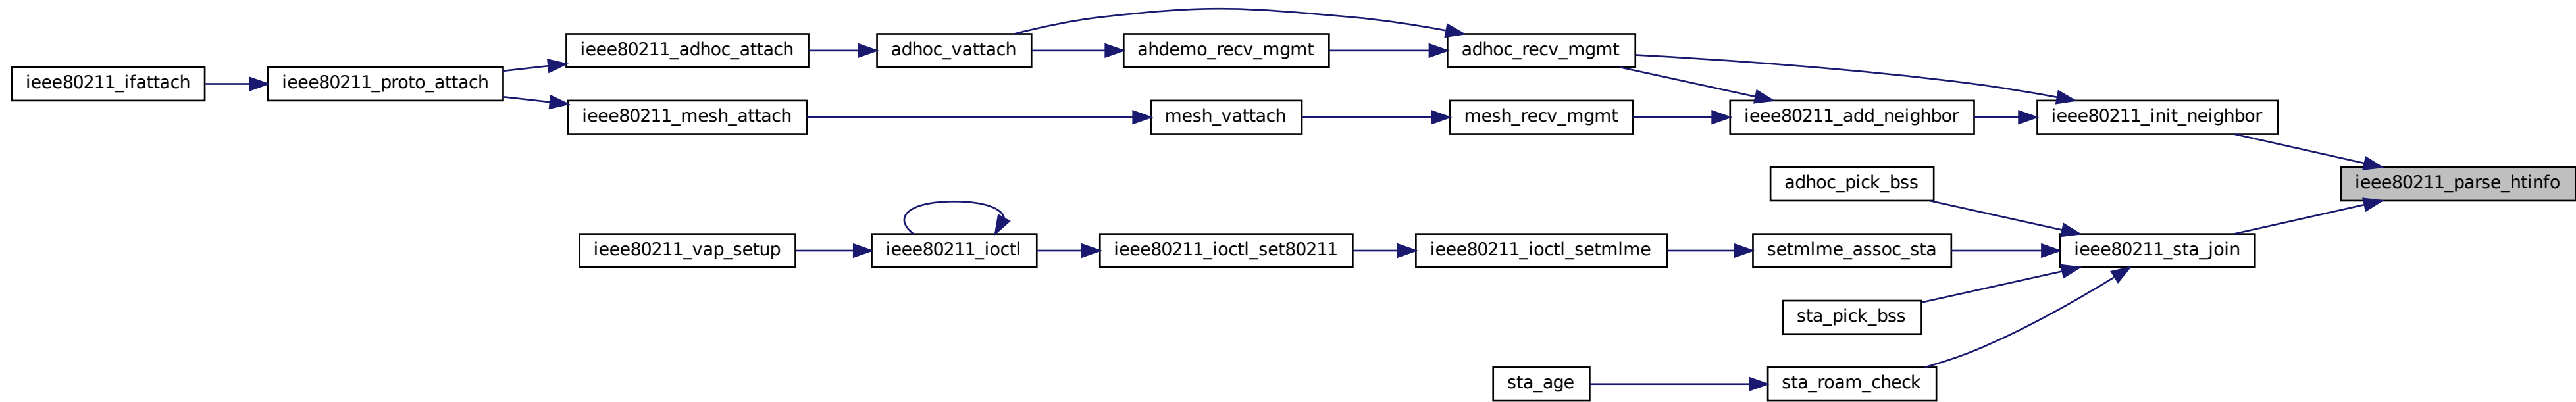 ieee80211_ifattach
ieee80211_proto_attach
ieee80211_adhoc_attach
adhoc_vattach
ahdemo_recv_mgmt
adhoc_recv_mgmt
ieee80211_mesh_attach
mesh_vattach
mesh_recv_mgmt
ieee80211_add_neighbor
ieee80211_init_neighbor
ieee80211_parse_htinfo
adhoc_pick_bss
ieee80211_vap_setup
ieee80211_ioctl
ieee80211_ioctl_set80211
ieee80211_ioctl_setmlme
setmlme_assoc_sta
ieee80211_sta_join
sta_pick_bss
sta_age
sta_roam_check